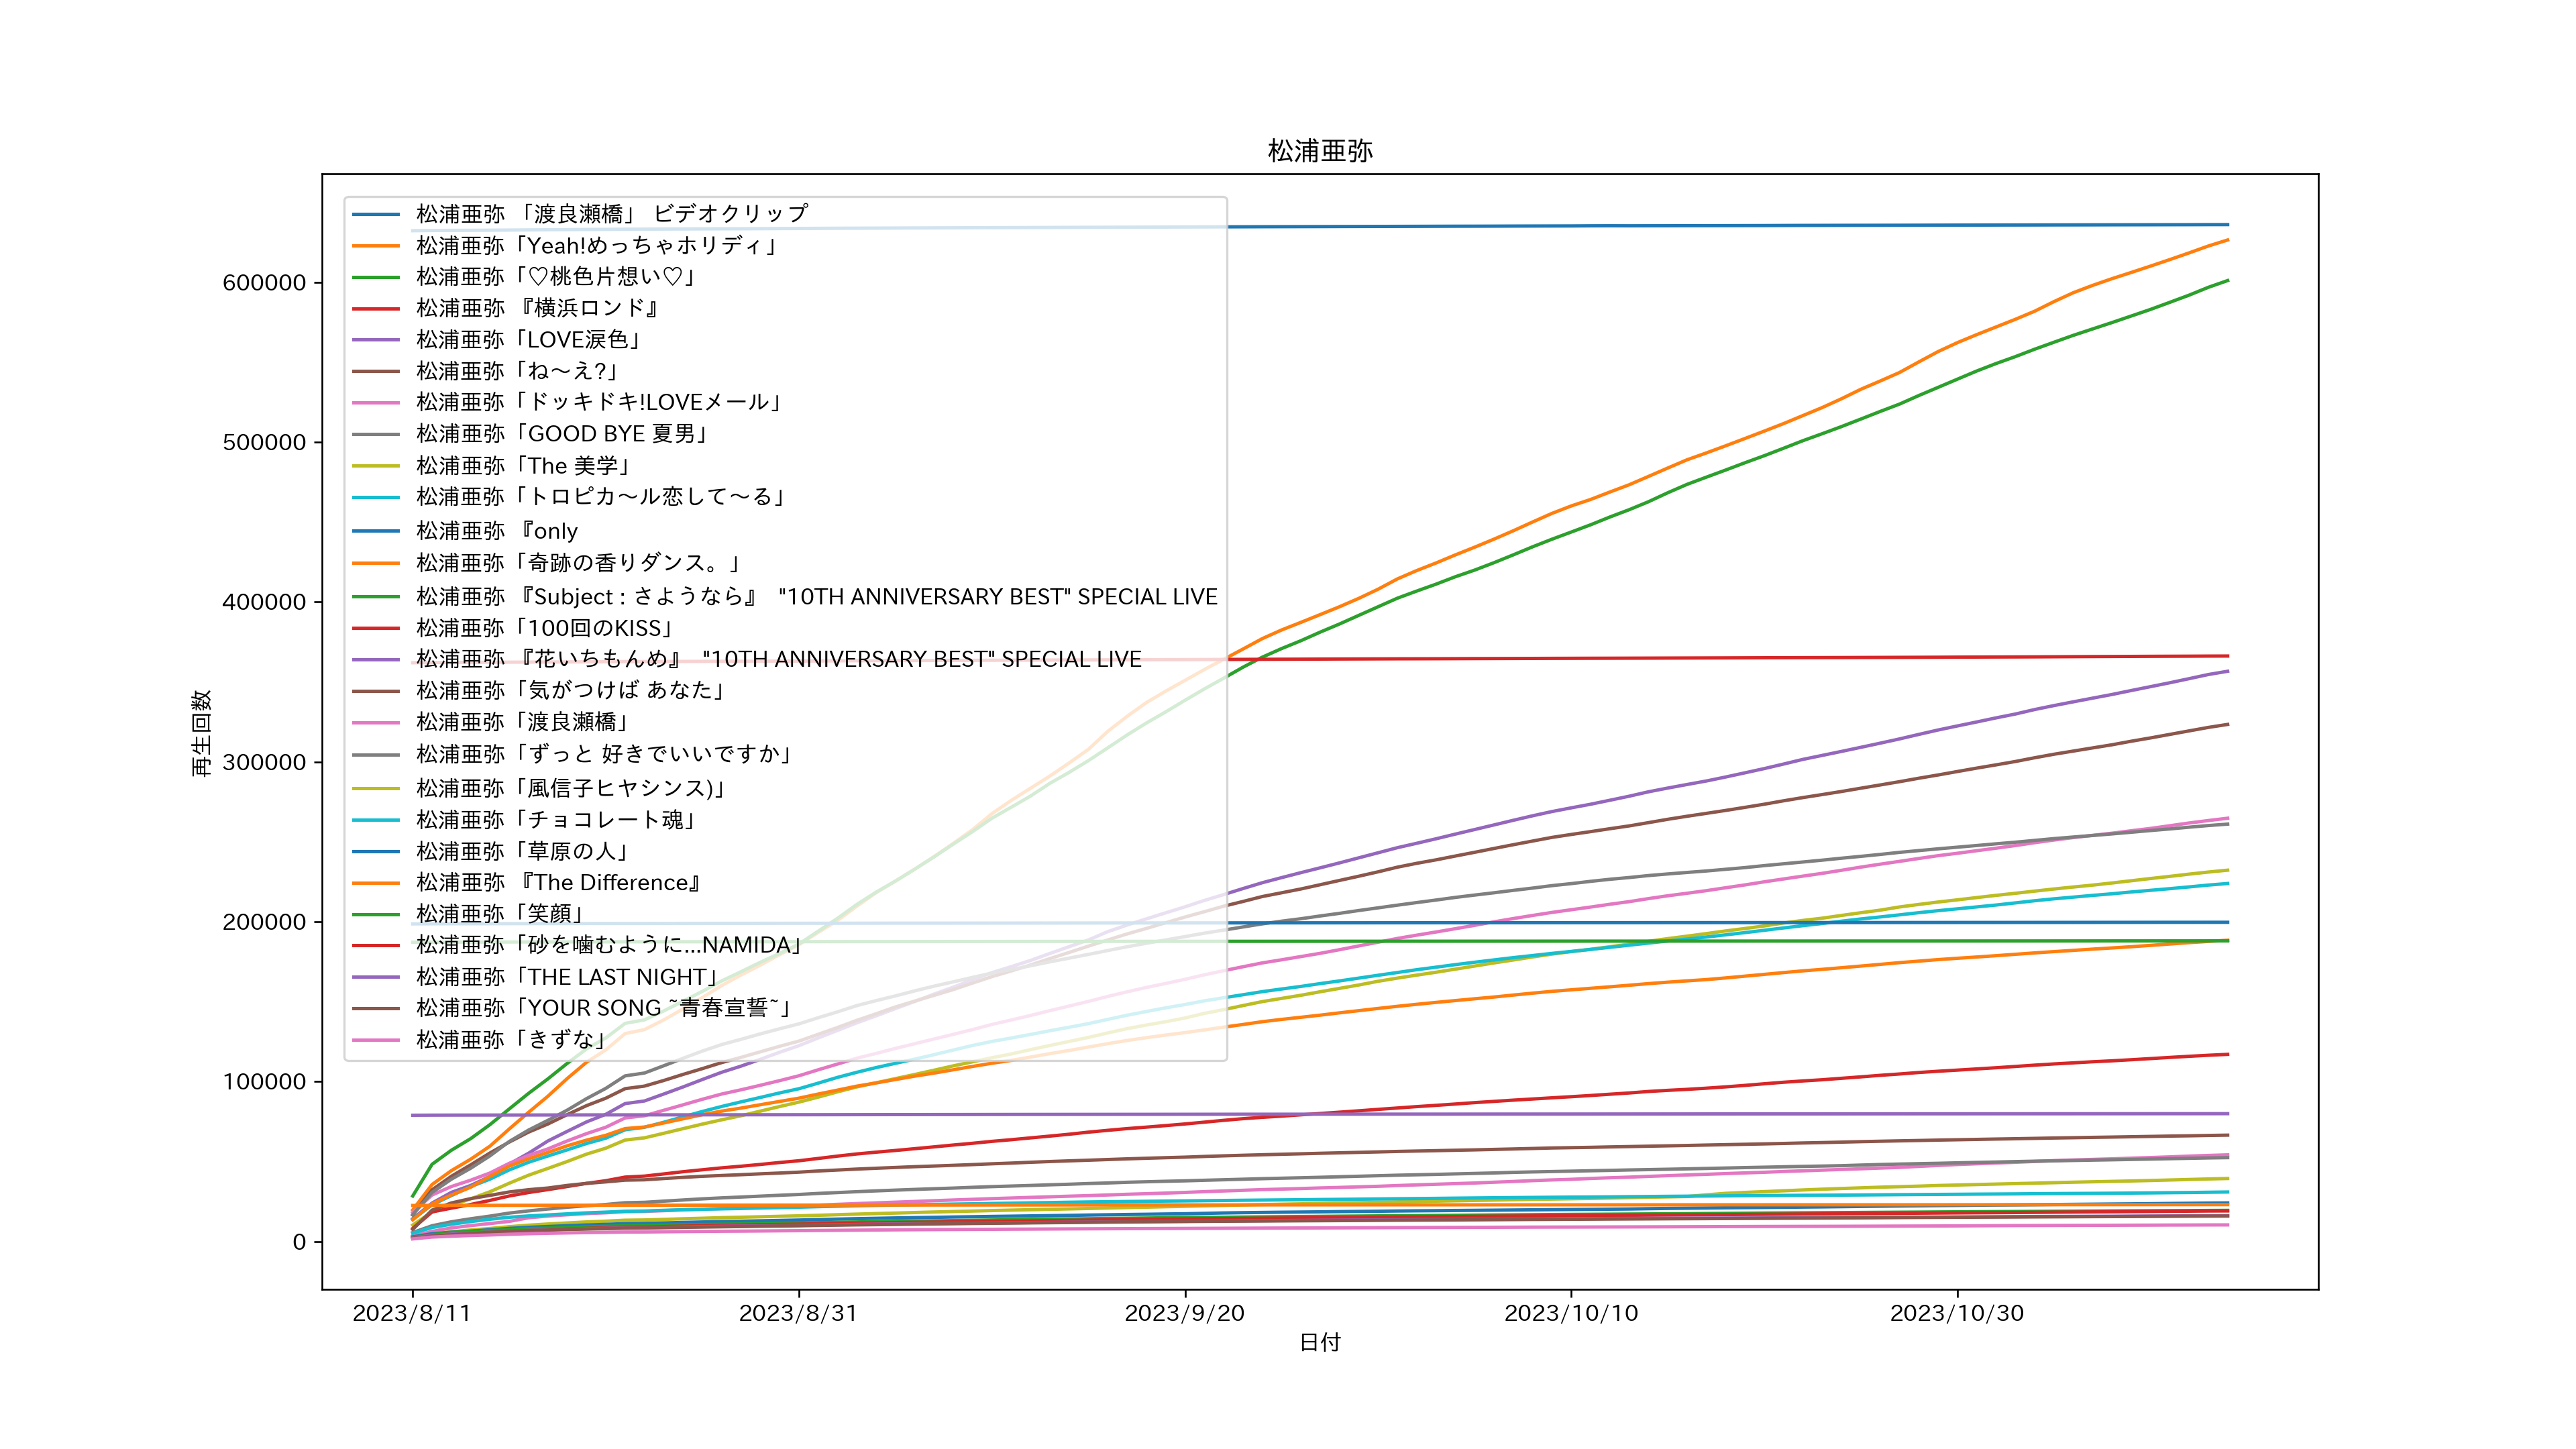 松浦亜弥
松浦亜弥 「渡良瀬橋」 ビデオクリップ
松浦亜弥「Yeah!めっちゃホリディ」
松浦亜弥「♡桃色片想い♡」
松浦亜弥 『横浜ロンド』
松浦亜弥「LOVE涙色」
松浦亜弥「ね～え?」
松浦亜弥「ドッキドキ!LOVEメール」
松浦亜弥「GOOD BYE 夏男」
松浦亜弥「The 美学」
松浦亜弥「トロピカ～ル恋して～る」
松浦亜弥 『only
松浦亜弥「奇跡の香りダンス。」
松浦亜弥 『Subject : さようなら』 "10TH ANNIVERSARY BEST" SPECIAL LIVE
松浦亜弥「100回のKISS」
松浦亜弥 『花いちもんめ』 "10TH ANNIVERSARY BEST" SPECIAL LIVE
松浦亜弥「気がつけば あなた」
松浦亜弥「渡良瀬橋」
松浦亜弥「ずっと 好きでいいですか」
松浦亜弥「風信子ヒヤシンス)」
松浦亜弥「チョコレート魂」
松浦亜弥「草原の人」
松浦亜弥 『The Difference』
松浦亜弥「笑顔」
松浦亜弥「砂を噛むように…NAMIDA」
松浦亜弥「THE LAST NIGHT」
松浦亜弥「YOUR SONG ~青春宣誓~」
松浦亜弥「きずな」
600000
500000
400000
300000
200000
100000
0
再生回数
2023/8/11
2023/8/31
2023/9/20
2023/10/10
2023/10/30
日付